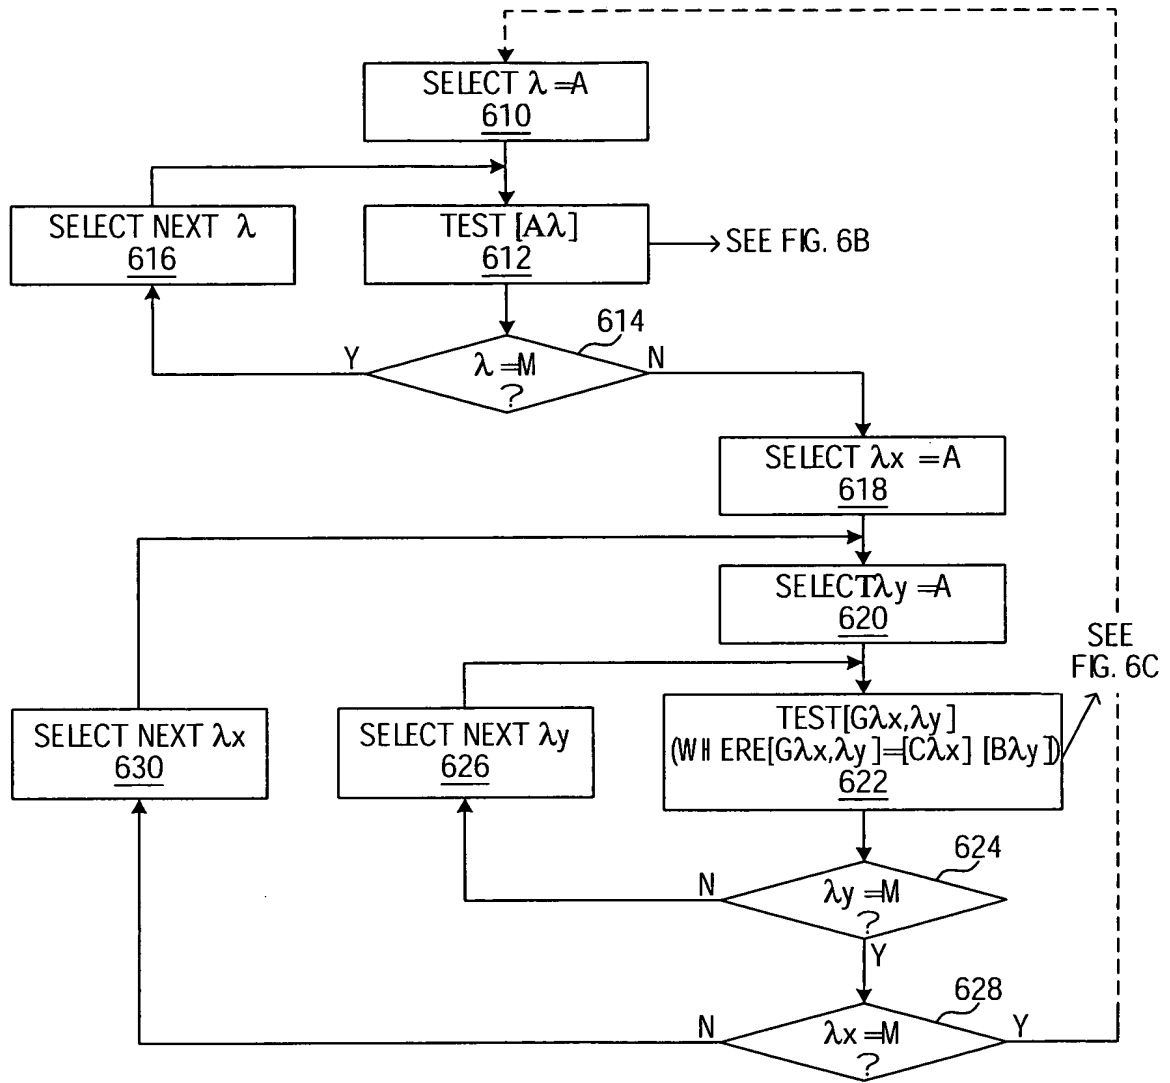 SELECT λ =A
610
SELECT NEXT λ
616
TEST [Aλ]
612
SEE FIG. 6B
614
Y
λ =M
?
N
SELECT λx =A
618
SELECTλy =A
620
SEE
FIG. 6C
SELECT NEXT λx
630
SELECT NEXT λy
626
TEST[Gλx,λy]
(WHERE[Gλx,λy]=[Cλx] [Bλy])
622
624
N
λy =M
?
Y
628
N
λx =M
?
Y